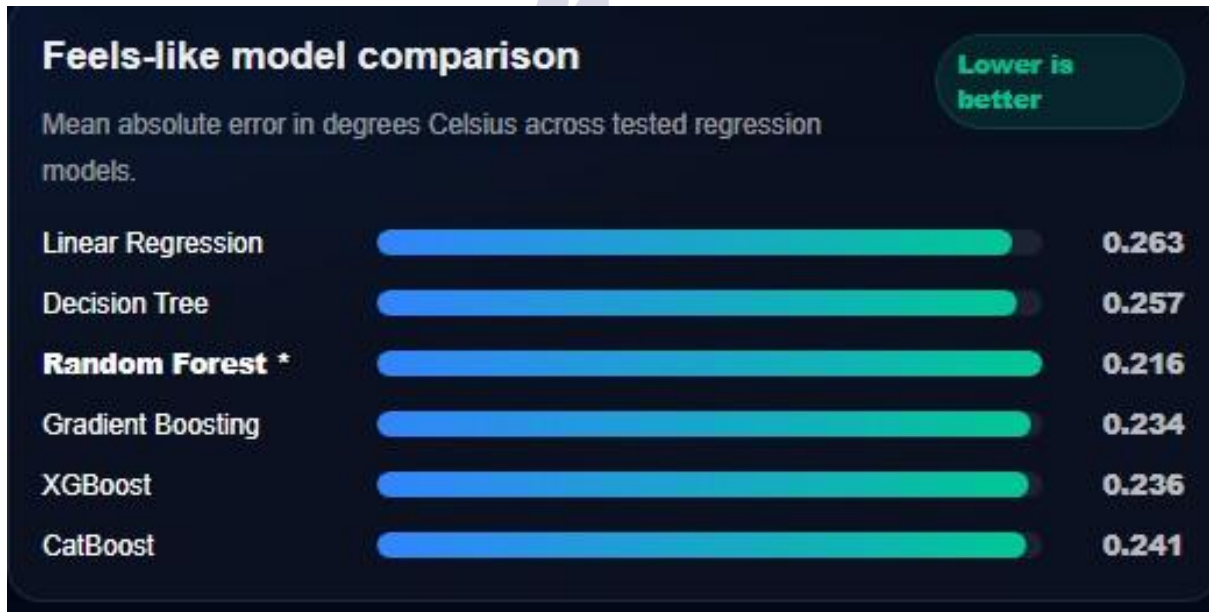 Feels-like model comparison
Lower is
better
Mean absolute error in degrees Celsius across tested regression
models.
Linear Regression 0.263
Decision Tree 0.257
Random Forest * 0.216
Gradient Boosting 0.234
XGBoost 0.236
CatBoost 0.241